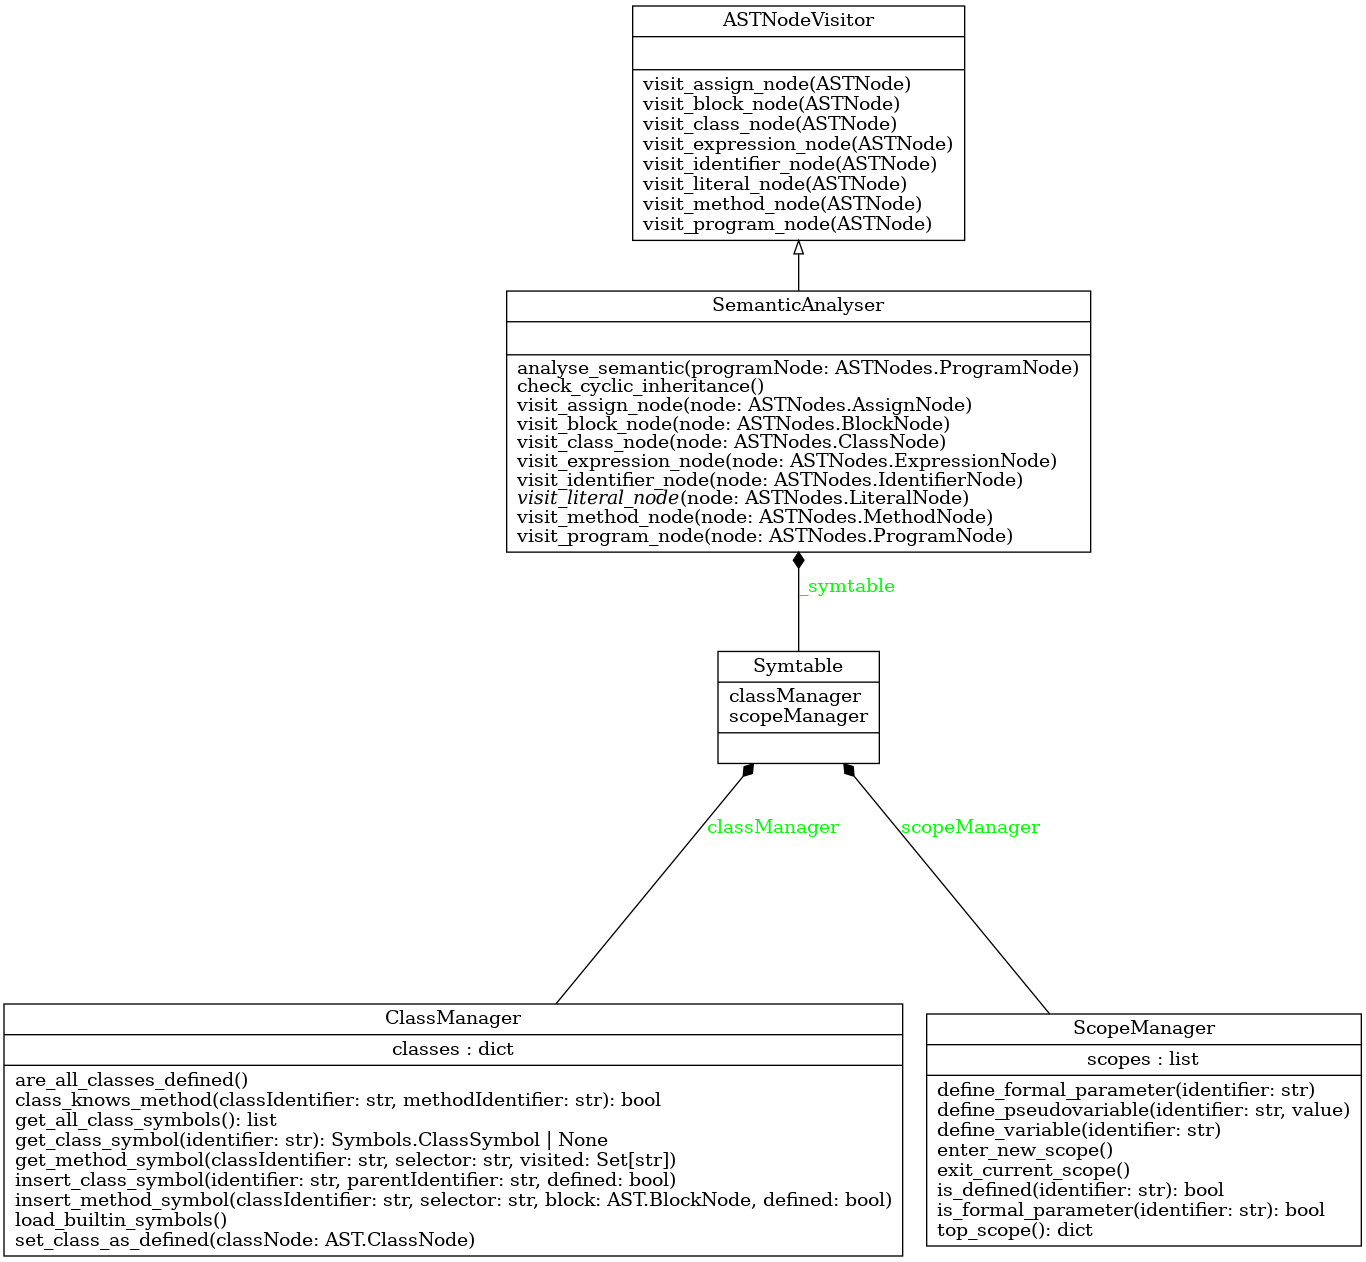 ASTNodeVisitor
visit_assign_node(ASTNode)
visit_block_node(ASTNode)
visit_class_node(ASTNode)
visit_expression_node(ASTNode)
visit_identifier_node(ASTNode)
visit_literal_node(ASTNode)
visit_method_node(ASTNode)
visit_program_node(ASTNode)
SemanticAnalyser
analyse_semantic(programNode: ASTNodes.ProgramNode)
check_cyclic_inheritance()
visit_assign_node(node: ASTNodes.AssignNode)
visit_block_node(node: ASTNodes.BlockNode)
visit_class_node(node: ASTNodes.ClassNode)
visit_expression_node(node: ASTNodes.ExpressionNode)
visit_identifier_node(node: ASTNodes.IdentifierNode)
visit_literal_node(node: ASTNodes.LiteralNode)
visit_method_node(node: ASTNodes.MethodNode)
visit_program_node(node: ASTNodes.ProgramNode)
_symtable
Symtable
classManager
scopeManager
classManager
scopeManager
ClassManager
classes : dict
are_all_classes_defined()
class_knows_method(classIdentifier: str, methodIdentifier: str): bool
get_all_class_symbols(): list
get_class_symbol(identifier: str): Symbols.ClassSymbol | None
get_method_symbol(classIdentifier: str, selector: str, visited: Set[str])
insert_class_symbol(identifier: str, parentIdentifier: str, defined: bool)
insert_method_symbol(classIdentifier: str, selector: str, block: AST.BlockNode, defined: bool)
load_builtin_symbols()
set_class_as_defined(classNode: AST.ClassNode)
ScopeManager
scopes : list
define_formal_parameter(identifier: str)
define_pseudovariable(identifier: str, value)
define_variable(identifier: str)
enter_new_scope()
exit_current_scope()
is_defined(identifier: str): bool
is_formal_parameter(identifier: str): bool
top_scope(): dict